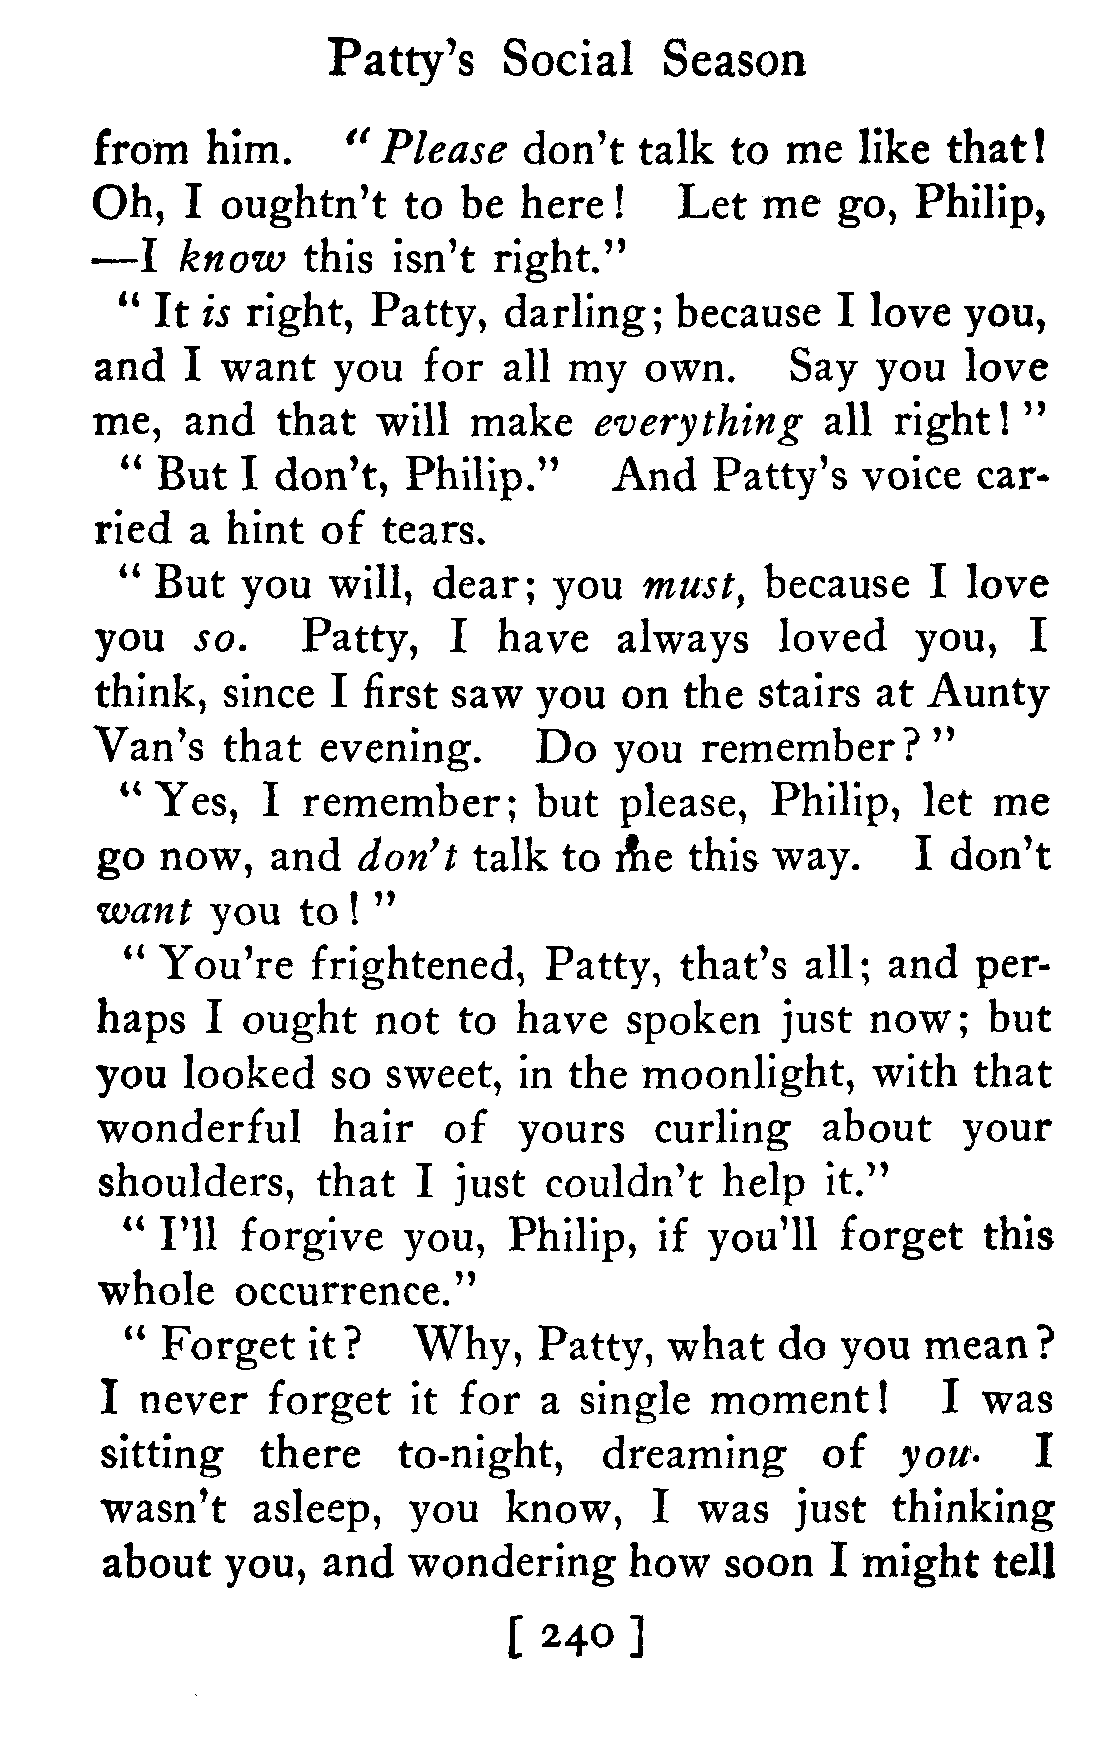 Patty's Social Season
from him. "Please don't talk to me like that!
Oh, I oughtn't to be here! Let me go, Philip,
—I know this isn't right."
"It is right, Patty, darling; because I love you,
and I want you for all my own. Say you love
me, and that will make everything all right!"
"But I don't, Philip." And Patty's voice car-
ried a hint of tears.
"But you will, dear; you must, because I love
you so. Patty, I have always loved you, I
think, since I first saw you on the stairs at Aunty
Van's that evening. Do you remember?"
"Yes, I remember; but please, Philip, let me
go now, and don't talk to me this way. I don't
want you to!"
"You're frightened, Patty, that's all; and per-
haps I ought not to have spoken just now; but
you looked so sweet, in the moonlight, with that
wonderful hair of yours curling about your
shoulders, that I just couldn't help it."
"I'll forgive you, Philip, if you'll forget this
whole occurrence."
"Forget it? Why, Patty, what do you mean?
I never forget it for a single moment! I was
sitting there to-night, dreaming of you. I
wasn't asleep, you know, I was just thinking
about you, and wondering how soon I might tell
[ 240 ]